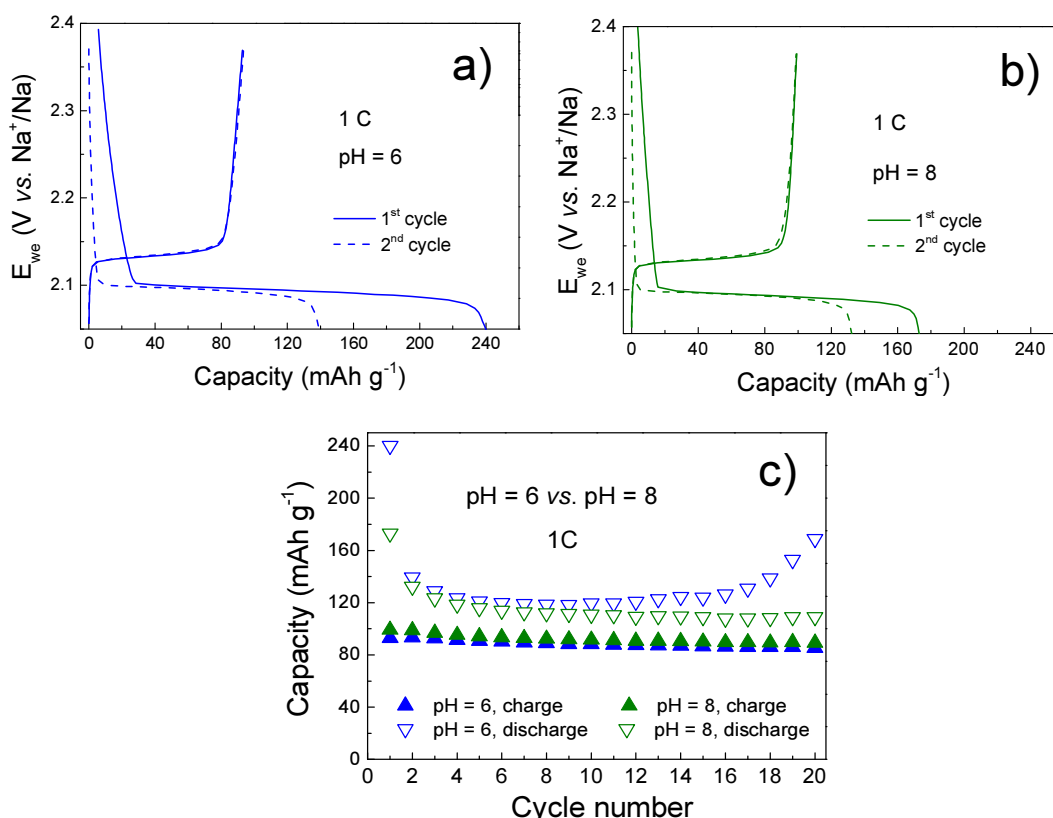 a)
2.4
2.3
2.2
2.1
E_we (V vs. Na⁺/Na)
1 C
pH = 6
1ˢᵗ cycle
2ⁿᵈ cycle
0 40 80 120 160 200 240
Capacity (mAh g⁻¹)
b)
2.4
2.3
2.2
2.1
E_we (V vs. Na⁺/Na)
1 C
pH = 8
1ˢᵗ cycle
2ⁿᵈ cycle
0 40 80 120 160 200 240
Capacity (mAh g⁻¹)
c)
240
200
160
120
80
40
0
Capacity (mAh g⁻¹)
pH = 6 vs. pH = 8
1C
pH = 6, charge pH = 8, charge
pH = 6, discharge pH = 8, discharge
0 2 4 6 8 10 12 14 16 18 20
Cycle number